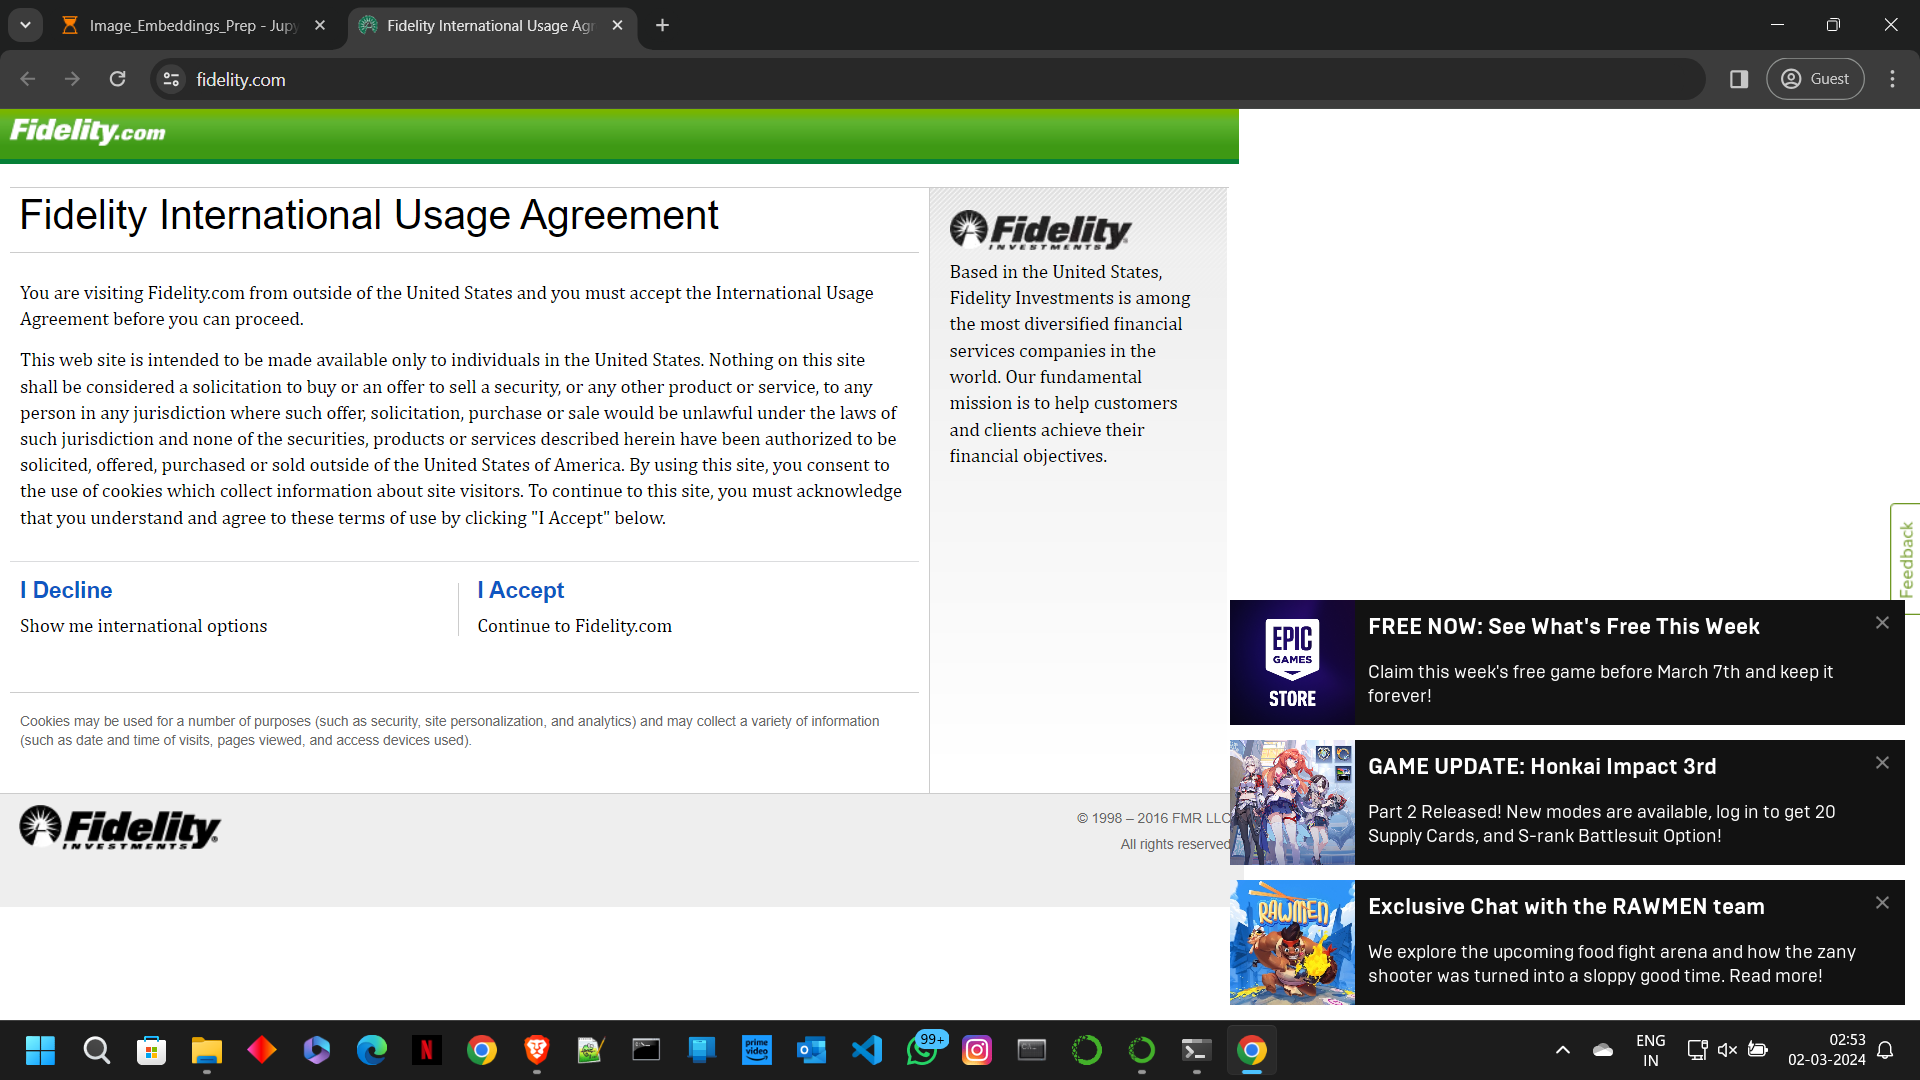 Image_Embeddings_Prep - Jupy
Fidelity International Usage Agr
fidelity.com
Guest
Fidelity.com
Fidelity International Usage Agreement
You are visiting Fidelity.com from outside of the United States and you must accept the International Usage
Agreement before you can proceed.
This web site is intended to be made available only to individuals in the United States. Nothing on this site
shall be considered a solicitation to buy or an offer to sell a security, or any other product or service, to any
person in any jurisdiction where such offer, solicitation, purchase or sale would be unlawful under the laws of
such jurisdiction and none of the securities, products or services described herein have been authorized to be
solicited, offered, purchased or sold outside of the United States of America. By using this site, you consent to
the use of cookies which collect information about site visitors. To continue to this site, you must acknowledge
that you understand and agree to these terms of use by clicking "I Accept" below.
I Decline
Show me international options
I Accept
Continue to Fidelity.com
Cookies may be used for a number of purposes (such as security, site personalization, and analytics) and may collect a variety of information
(such as date and time of visits, pages viewed, and access devices used).
Fidelity
INVESTMENTS
Based in the United States,
Fidelity Investments is among
the most diversified financial
services companies in the
world. Our fundamental
mission is to help customers
and clients achieve their
financial objectives.
Fidelity
INVESTMENTS
© 1998 – 2016 FMR LLC
All rights reserved
Feedback
EPIC
GAMES
STORE
FREE NOW: See What's Free This Week
Claim this week's free game before March 7th and keep it
forever!
GAME UPDATE: Honkai Impact 3rd
Part 2 Released! New modes are available, log in to get 20
Supply Cards, and S-rank Battlesuit Option!
RAWMEN
Exclusive Chat with the RAWMEN team
We explore the upcoming food fight arena and how the zany
shooter was turned into a sloppy good time. Read more!
N
prime
video
99+
ENG
IN
02:53
02-03-2024